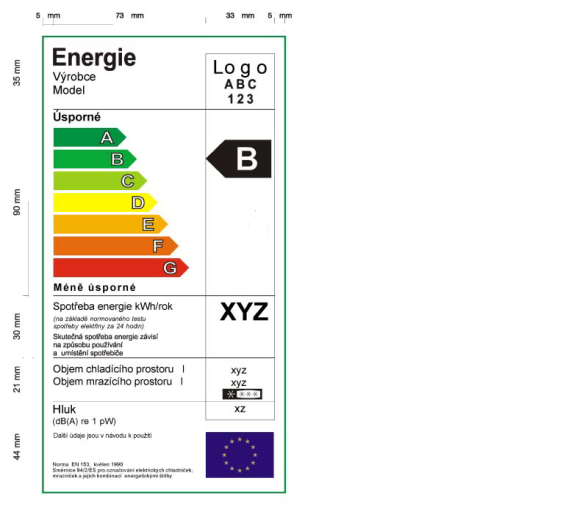 5 mm 73 mm 33 mm 5 mm
35 mm
90 mm
30 mm
21 mm
44 mm
Energie
Výrobce
Model
Logo
ABC
123
Úsporné
A
B
C
D
E
F
G
B
Méně úsporné
Spotřeba energie kWh/rok
(na základě normovaného testu
spotřeby elektřiny za 24 hodin)
Skutečná spotřeba energie závisí
na způsobu používání
a umístění spotřebiče
XYZ
Objem chladícího prostoru l
xyz
Objem mrazícího prostoru l
xyz
Hluk
(dB(A) re 1 pW)
xz
Další údaje jsou v návodu k použití
Norma EN 153, květen 1990
Směrnice 94/2/ES pro označování elektrických chladniček,
mrazniček a jejich kombinací energetickými štítky